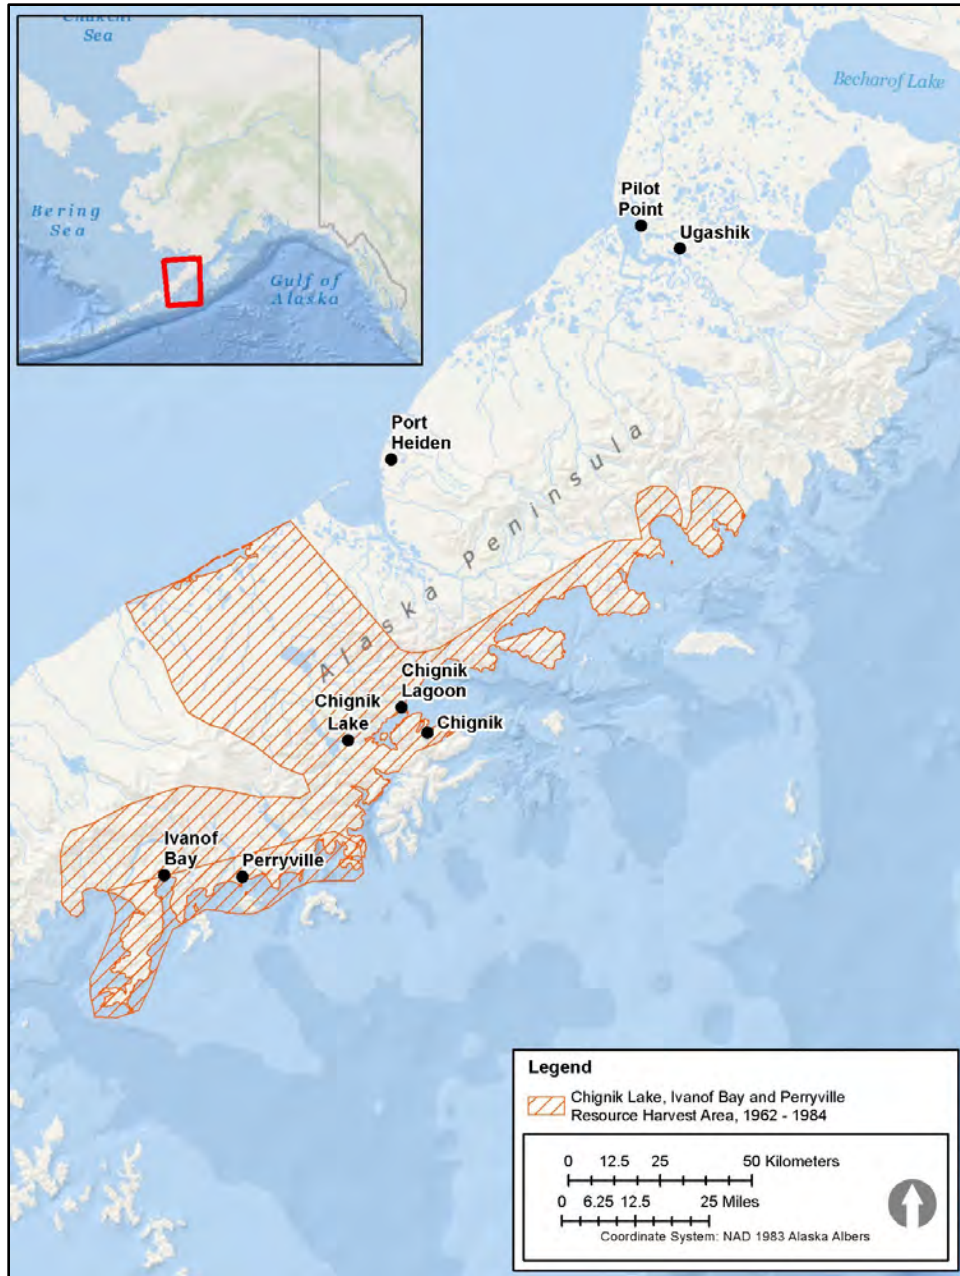 Chukchi
Sea
Bering
Sea
Gulf of
Alaska
Becharof Lake
Pilot
Point
Ugashik
Port
Heiden
Alaska Peninsula
Chignik
Lagoon
Chignik
Lake
Chignik
Ivanof
Bay
Perryville
Legend
Chignik Lake, Ivanof Bay and Perryville
Resource Harvest Area, 1962 - 1984
0 12.5 25 50 Kilometers
0 6.25 12.5 25 Miles
Coordinate System: NAD 1983 Alaska Albers